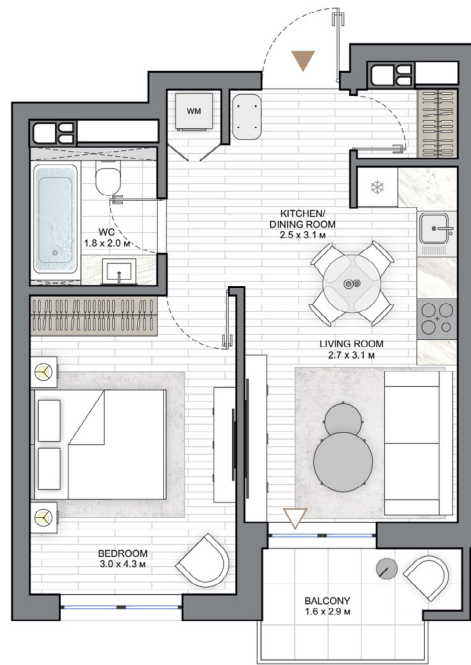 WM
KITCHEN/
DINING ROOM
2.5 x 3.1 м
WC
1.8 x 2.0 м
LIVING ROOM
2.7 x 3.1 м
BEDROOM
3.0 x 4.3 м
BALCONY
1.6 x 2.9 м